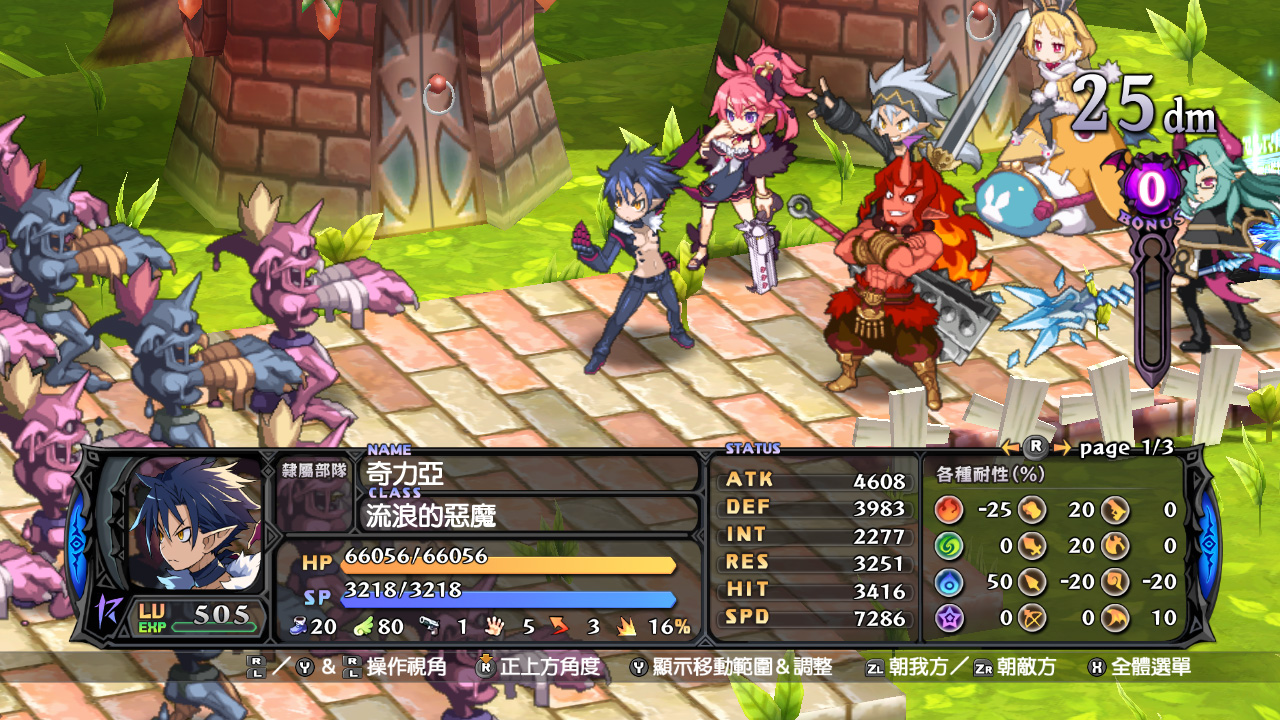 25 dm
0
BONUS
R page 1/3
隸屬部隊
NAME
奇力亞
CLASS
流浪的惡魔
HP 66056/66056
SP 3218/3218
LV 505
EXP
20 80 1 5 3 16%
STATUS
ATK 4608
DEF 3983
INT 2277
RES 3251
HIT 3416
SPD 7286
各種耐性(%)
-25 20 0
0 20 0
50 -20 -20
0 0 10
R L／Y & R L 操作視角 R 正上方角度 Y 顯示移動範圍&調整 ZL 朝我方／ZR 朝敵方 X 全體選單